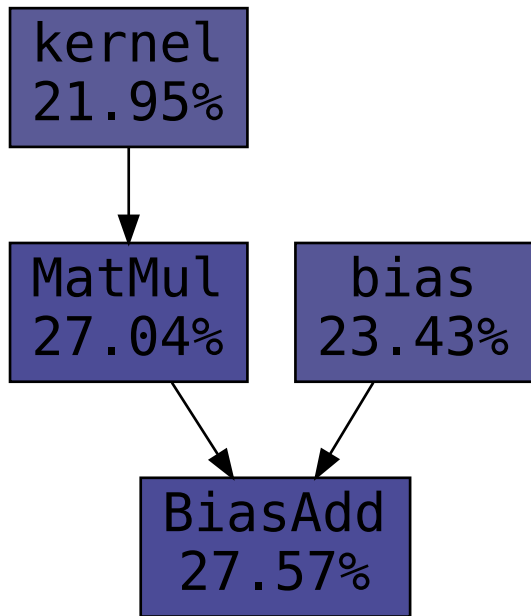 kernel
21.95%
MatMul
27.04%
bias
23.43%
BiasAdd
27.57%